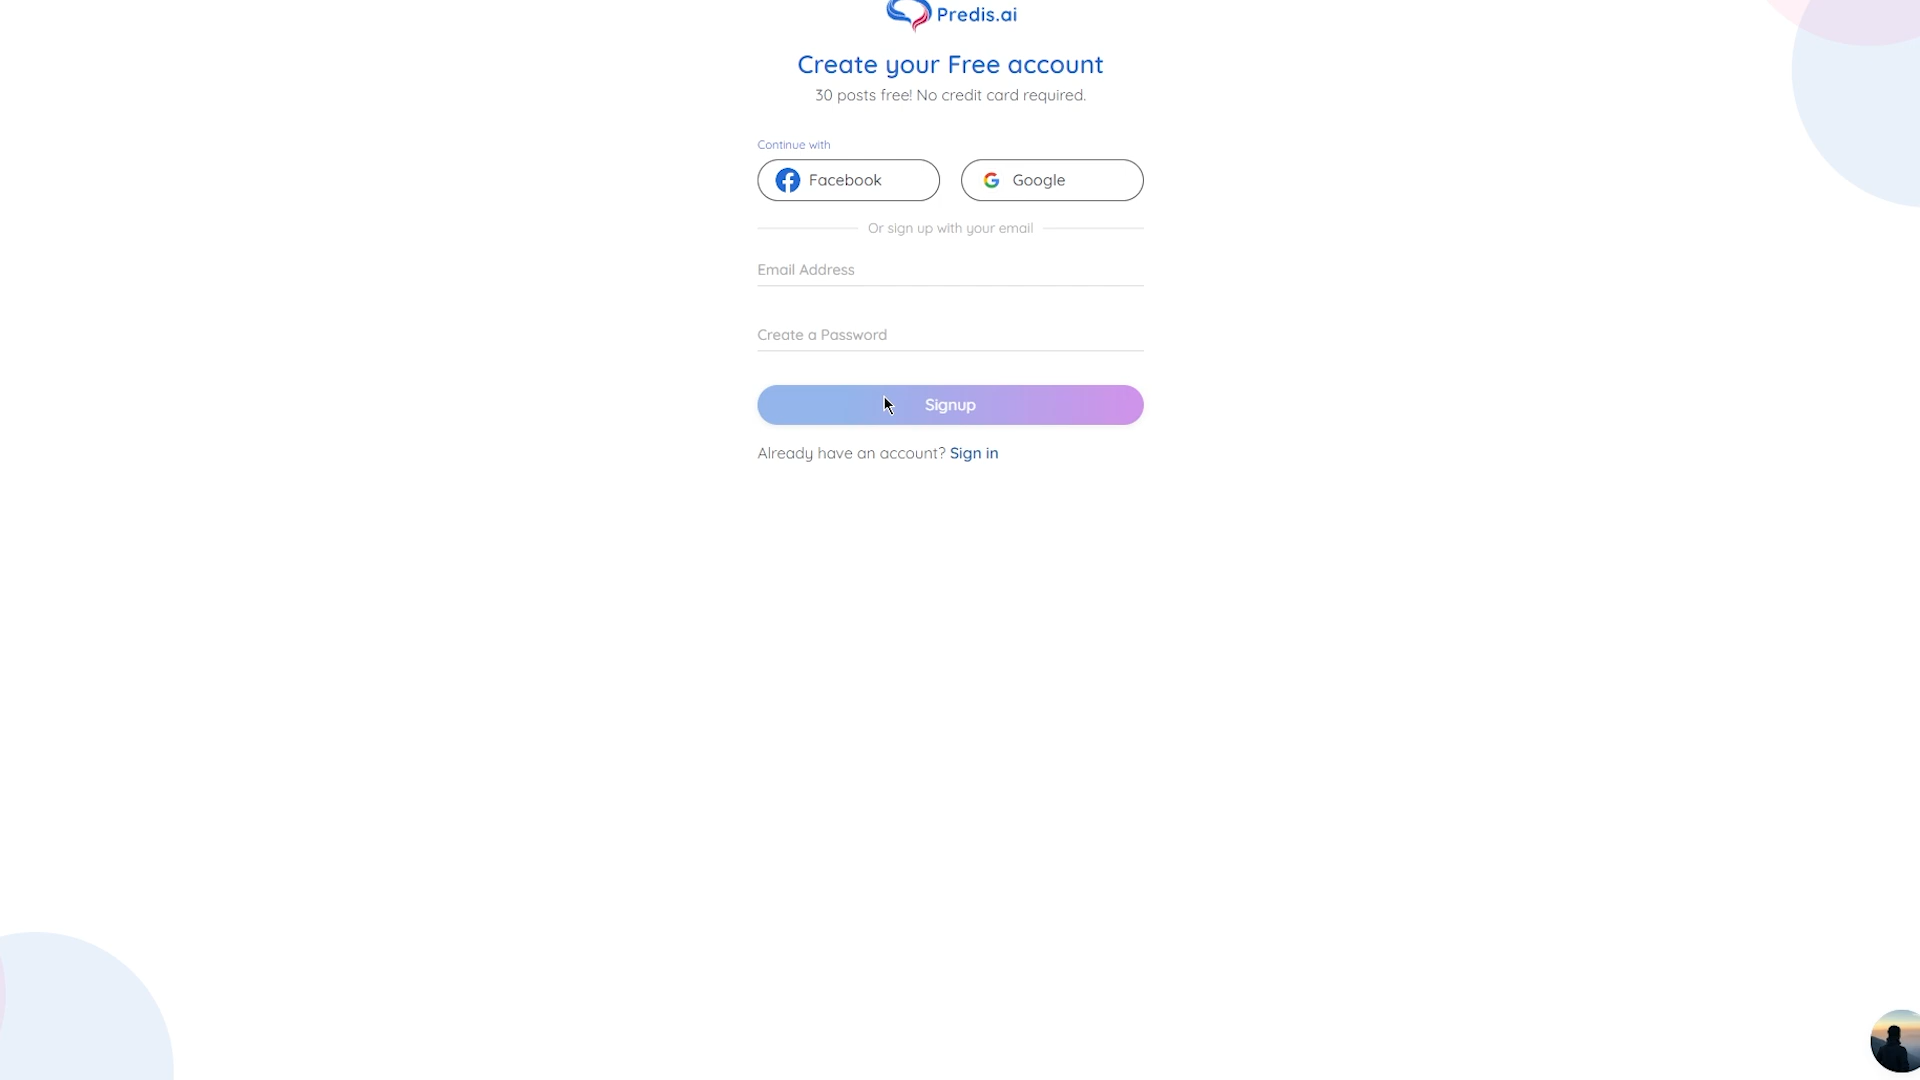 Predis.ai
Create your Free account
30 posts free! No credit card required.
Continue with
Facebook
Google
Or sign up with your email
Email Address
Create a Password
Signup
Already have an account? Sign in